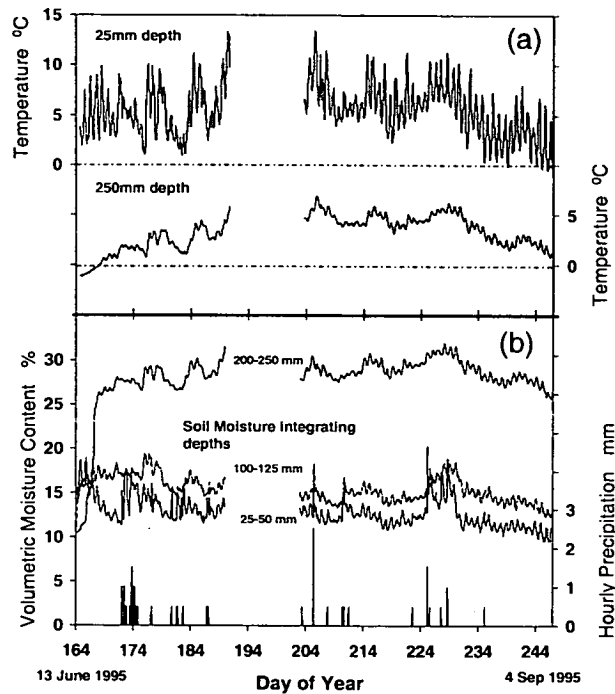 15
10
5
0
Temperature ºC
25mm depth
(a)
250mm depth
5
0
Temperature ºC
30
25
20
15
10
5
0
Volumetric Moisture Content %
(b)
200-250 mm
Soil Moisture integrating
depths
100-125 mm
25-50 mm
3
2
1
0
Hourly Precipitation mm
164 174 184 194 204 214 224 234 244
13 June 1995
Day of Year
4 Sep 1995